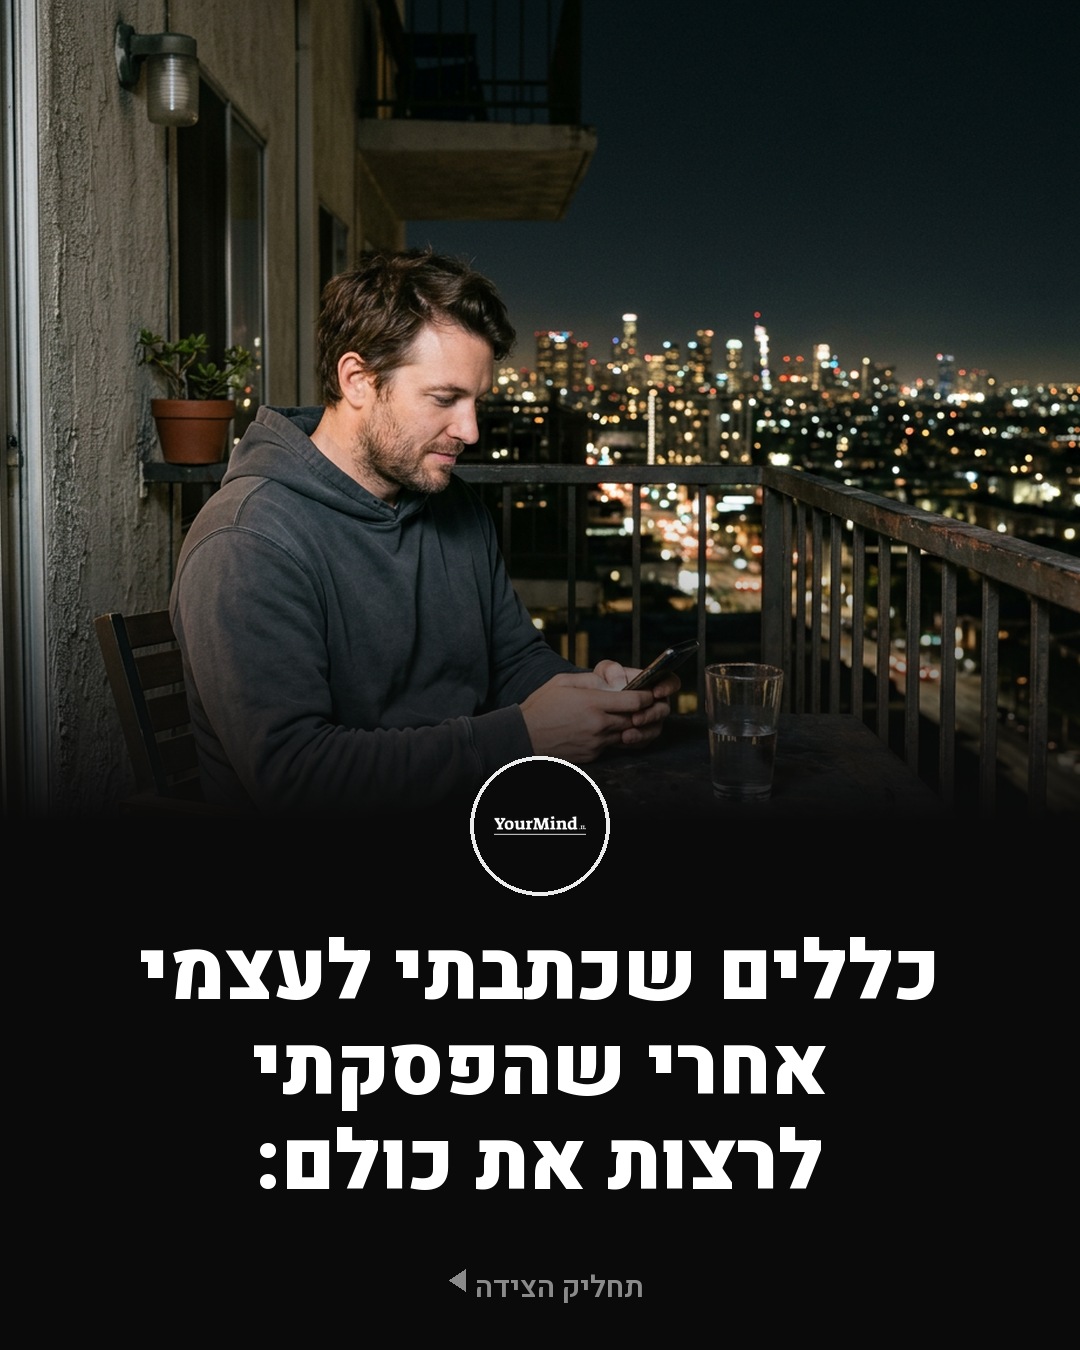 YourMind
כללים שכתבתי לעצמי
אחרי שהפסקתי
לרצות את כולם:
תחליק הצידה